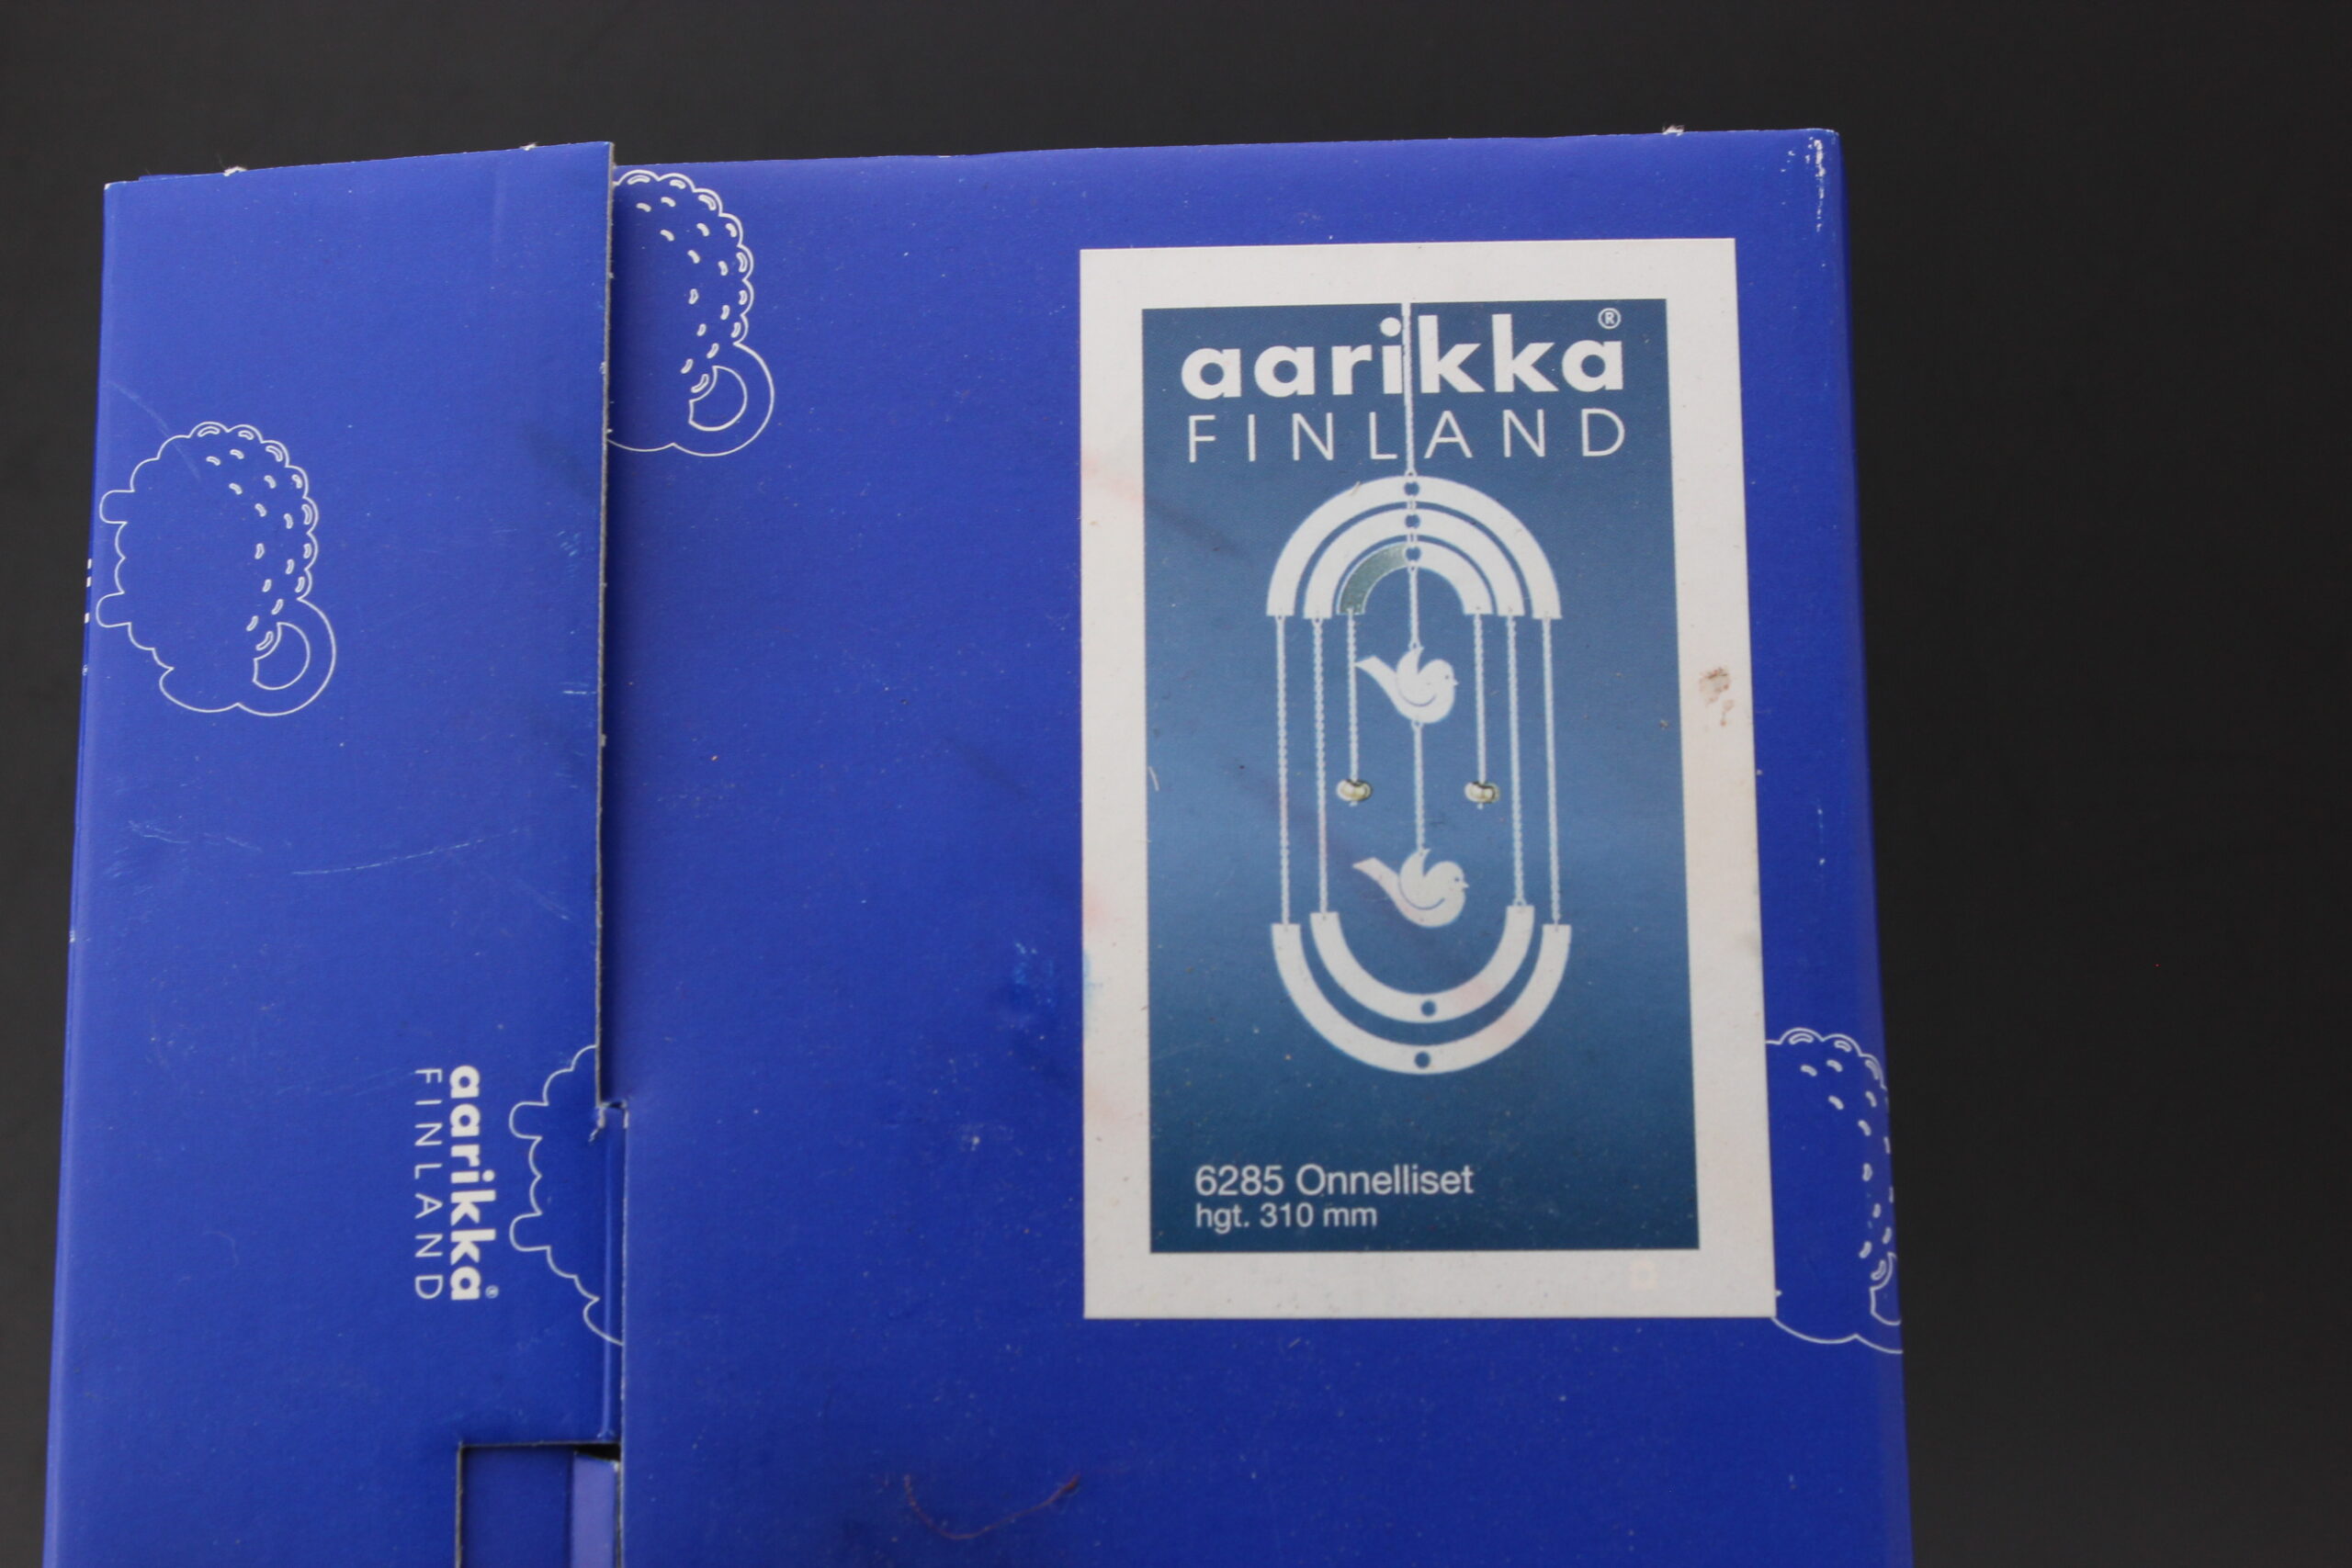 aarikka®
FINLAND
6285 Onnelliset
hgt. 310 mm
aarikka®
FINLAND